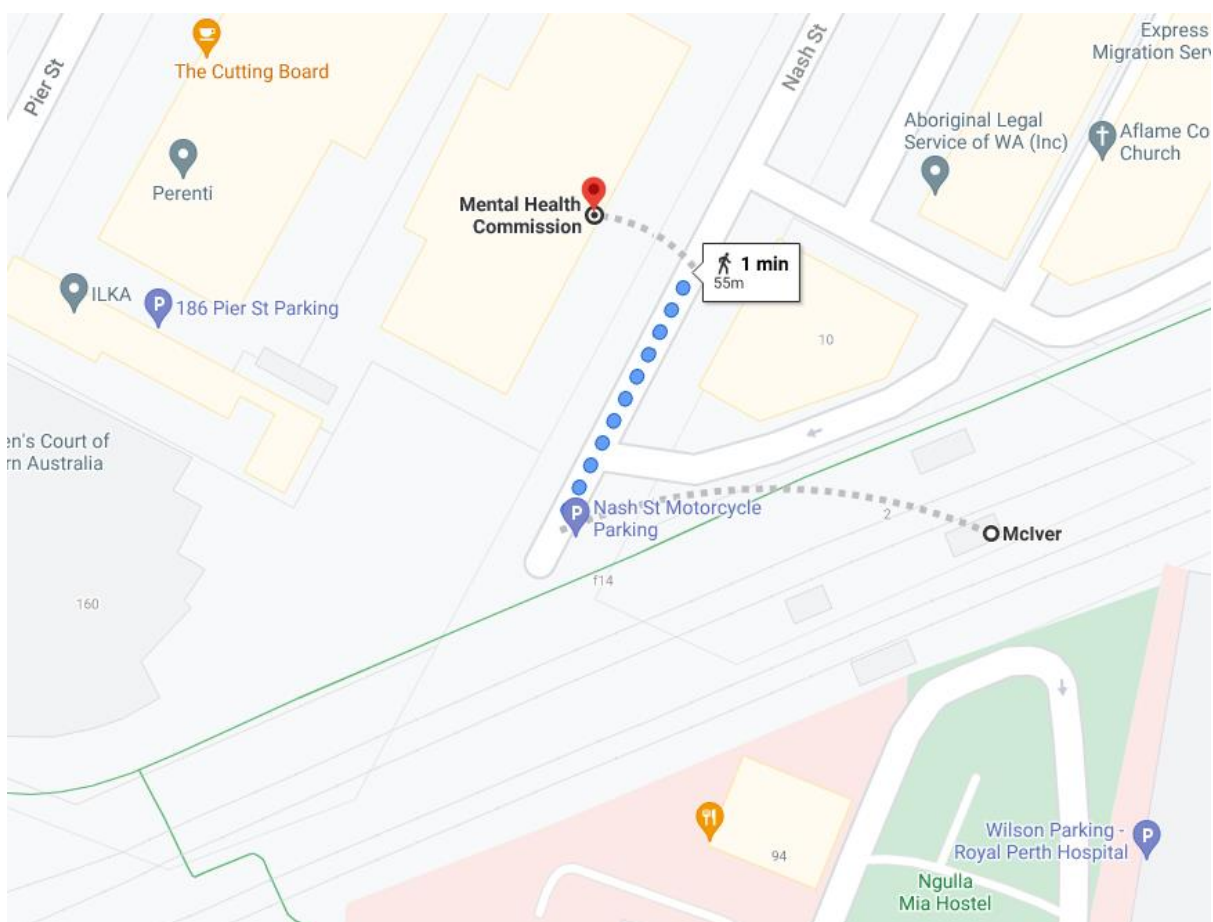 Pier St
The Cutting Board
Nash St
Express
Migration Serv
Aboriginal Legal
Service of WA (Inc)
Aflame Co
Church
Perenti
Mental Health
Commission
1 min
55m
ILKA
P
186 Pier St Parking
10
en's Court of
rn Australia
P
Nash St Motorcycle
Parking
2
McIver
f14
160
Wilson Parking -
Royal Perth Hospital
P
94
Ngulla
Mia Hostel